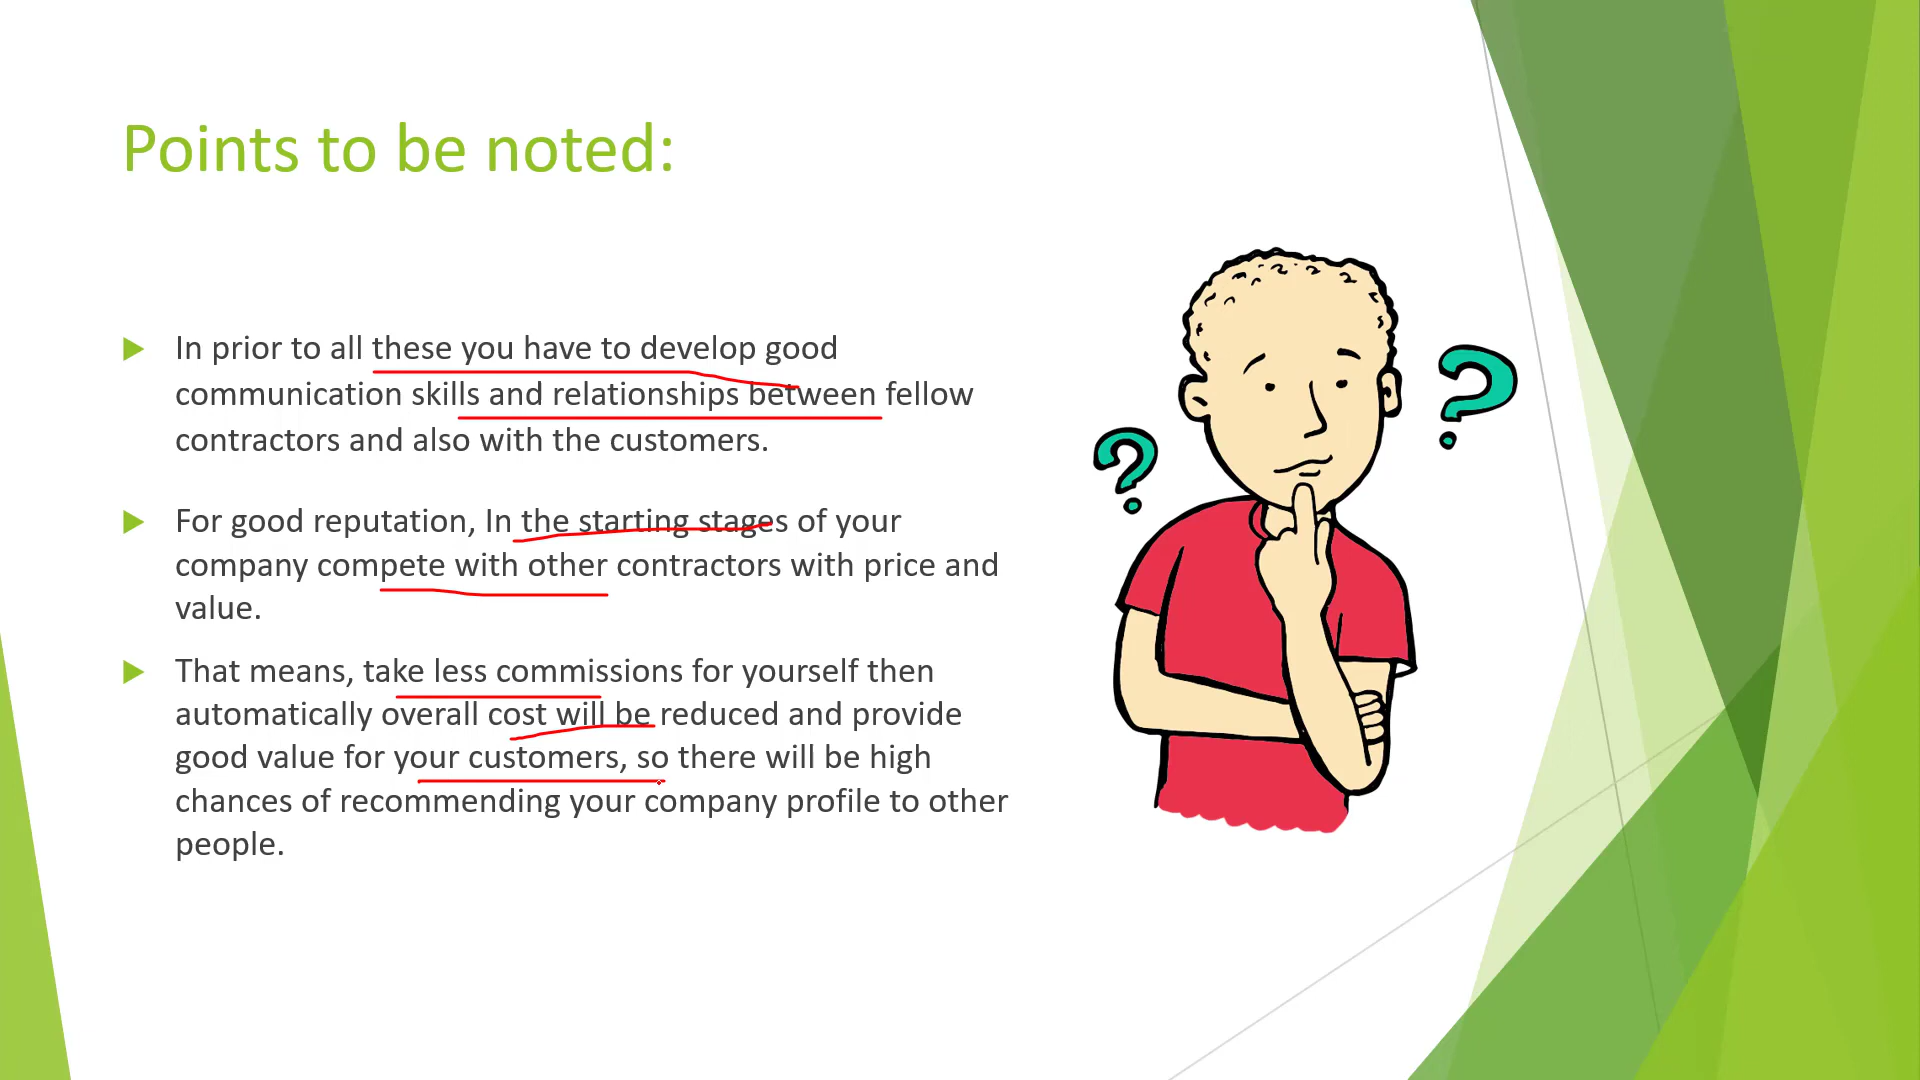 Points to be noted:
In prior to all these you have to develop good
communication skills and relationships between fellow
contractors and also with the customers.
For good reputation, In the starting stages of your
company compete with other contractors with price and
value.
That means, take less commissions for yourself then
automatically overall cost will be reduced and provide
good value for your customers, so there will be high
chances of recommending your company profile to other
people.
? ?